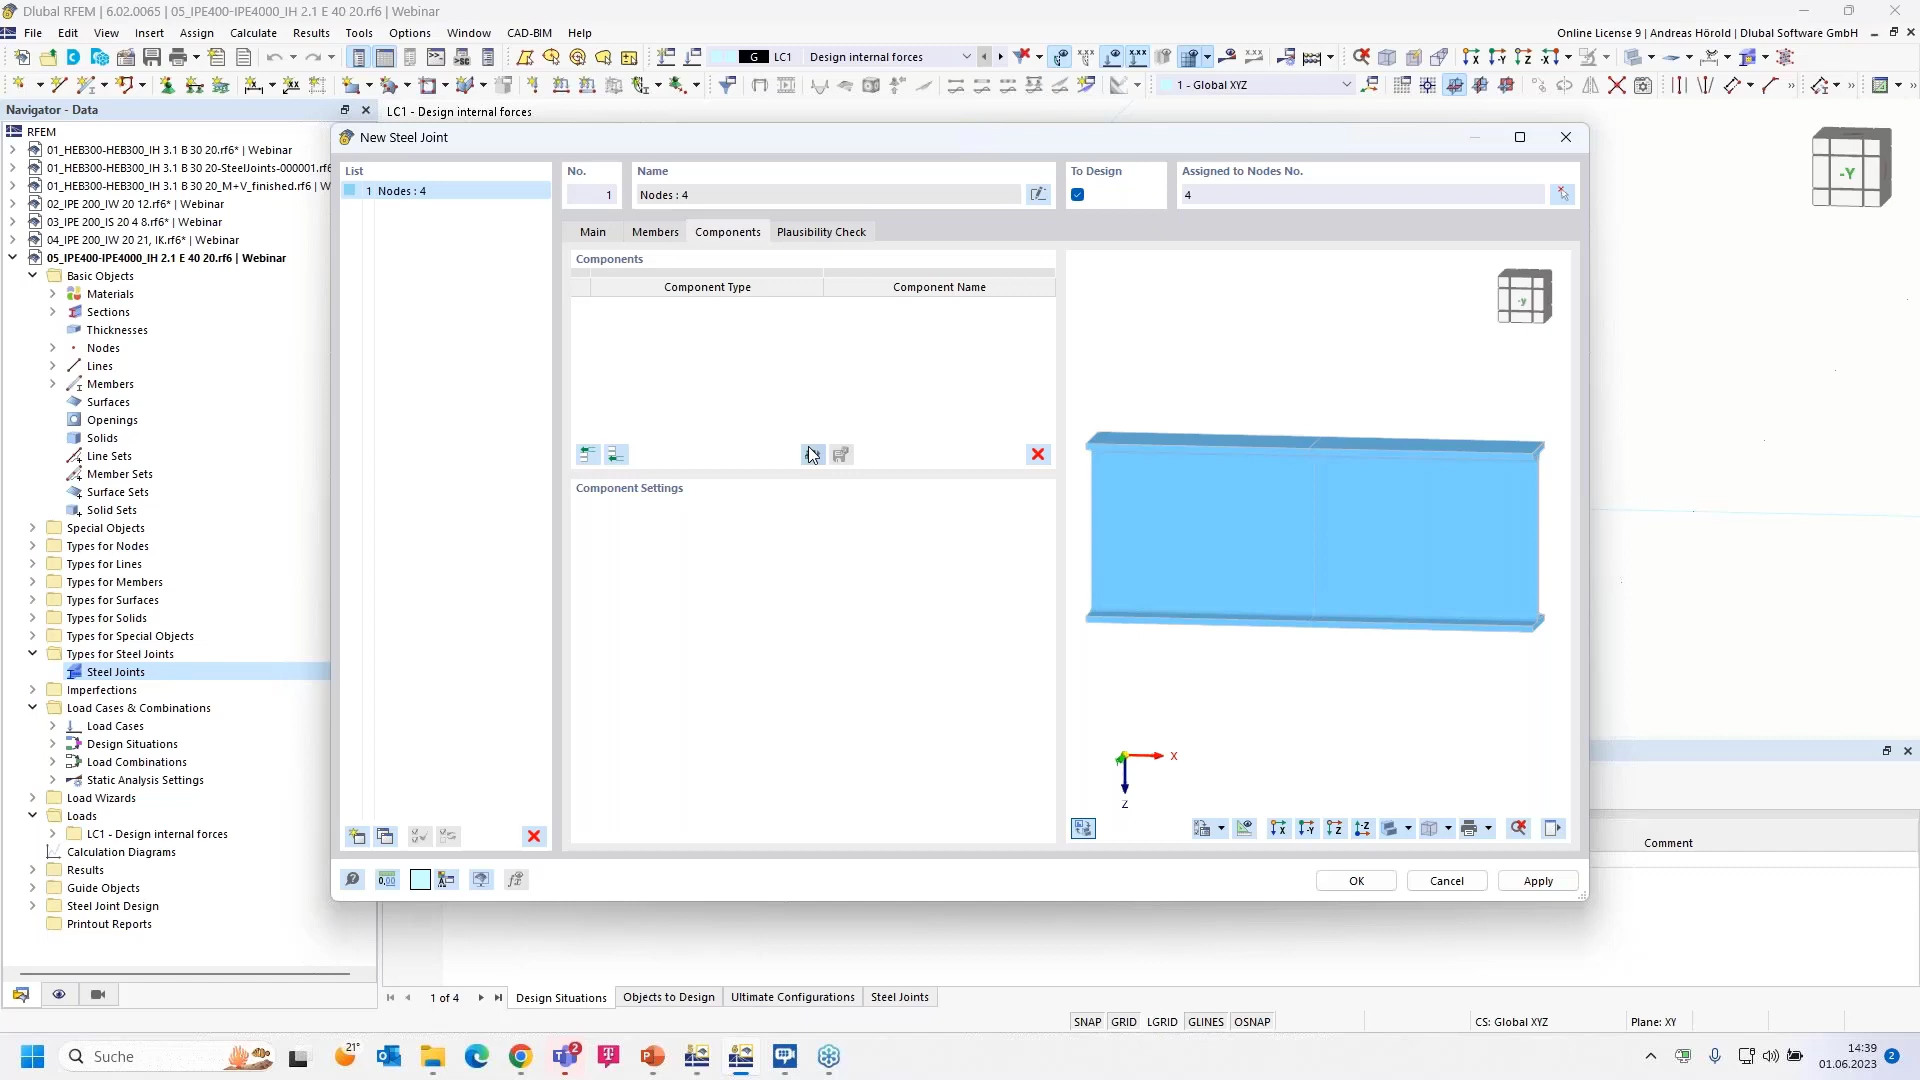 Dlubal RFEM | 6.02.0065 | 05_IPE400-IPE4000_IH 2.1 E 40 20.rf6 | Webinar
File Edit View Insert Assign Calculate Results Tools Options Window CAD-BIM Help
Online License 9 | Andreas Hörold | Dlubal Software GmbH
G LC1 Design internal forces
1 - Global XYZ
Navigator - Data
LC1 - Design internal forces
RFEM
01_HEB300-HEB300_IH 3.1 B 30 20.rf6* | Webinar
01_HEB300-HEB300_IH 3.1 B 30 20-SteelJoints-000001.rf6
01_HEB300-HEB300_IH 3.1 B 30 20_M+V_finished.rf6 | W
02_IPE 200_IW 20 12.rf6* | Webinar
03_IPE 200_IS 20 4 8.rf6* | Webinar
04_IPE 200_IW 20 21, IK.rf6* | Webinar
05_IPE400-IPE4000_IH 2.1 E 40 20.rf6 | Webinar
Basic Objects
Materials
Sections
Thicknesses
Nodes
Lines
Members
Surfaces
Openings
Solids
Line Sets
Member Sets
Surface Sets
Solid Sets
Special Objects
Types for Nodes
Types for Lines
Types for Members
Types for Surfaces
Types for Solids
Types for Special Objects
Types for Steel Joints
Steel Joints
Imperfections
Load Cases & Combinations
Load Cases
Design Situations
Load Combinations
Static Analysis Settings
Load Wizards
Loads
LC1 - Design internal forces
Calculation Diagrams
Results
Guide Objects
Steel Joint Design
Printout Reports
New Steel Joint
List
1 Nodes : 4
No.
1
Name
Nodes : 4
To Design
Assigned to Nodes No.
4
Main Members Components Plausibility Check
Components
Component Type Component Name
Component Settings
-Y
-y
X
Z
OK Cancel Apply
Comment
1 of 4
Design Situations Objects to Design Ultimate Configurations Steel Joints
SNAP GRID LGRID GLINES OSNAP
CS: Global XYZ
Plane: XY
Suche
21°
2
14:39
01.06.2023
2